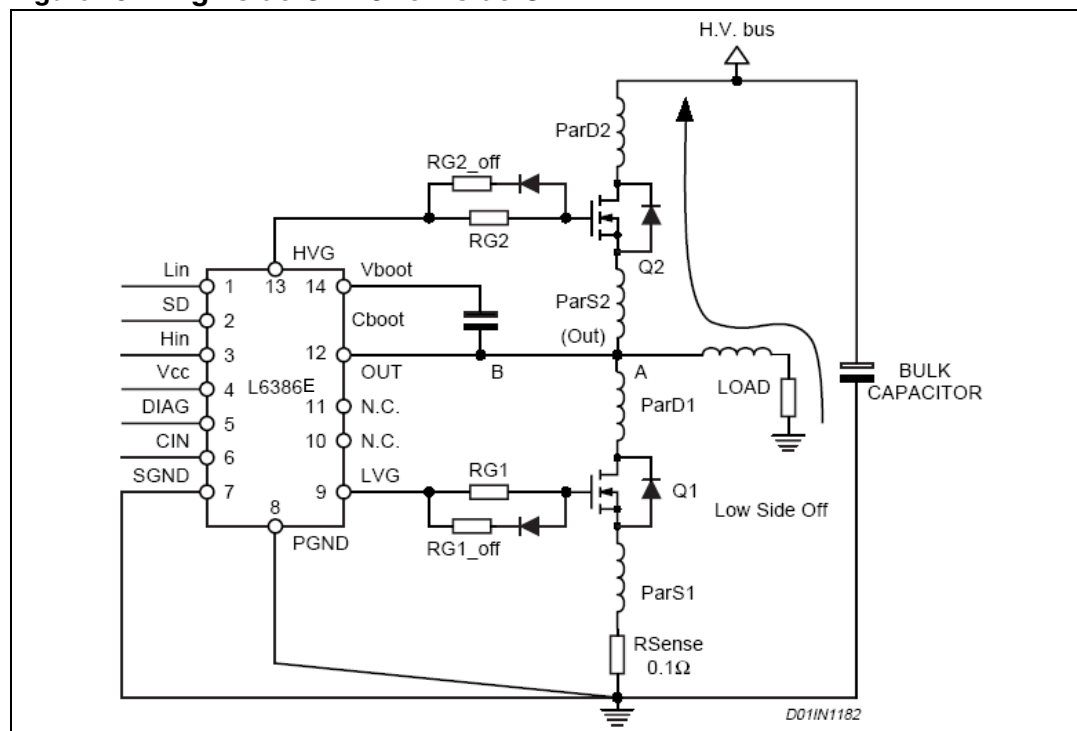 H.V. bus
ParD2
RG2_off
RG2
HVG
Q2
Lin
Vboot
1
13
14
SD
ParS2
2
Cboot
(Out)
Hin
3
12
Vcc
OUT
B
A
4
L6386E
LOAD
BULK
CAPACITOR
11
N.C.
DIAG
ParD1
5
10
N.C.
CIN
6
RG1
SGND
LVG
7
9
Q1
8
Low Side Off
PGND
RG1_off
ParS1
RSense
0.1Ω
D01IN1182